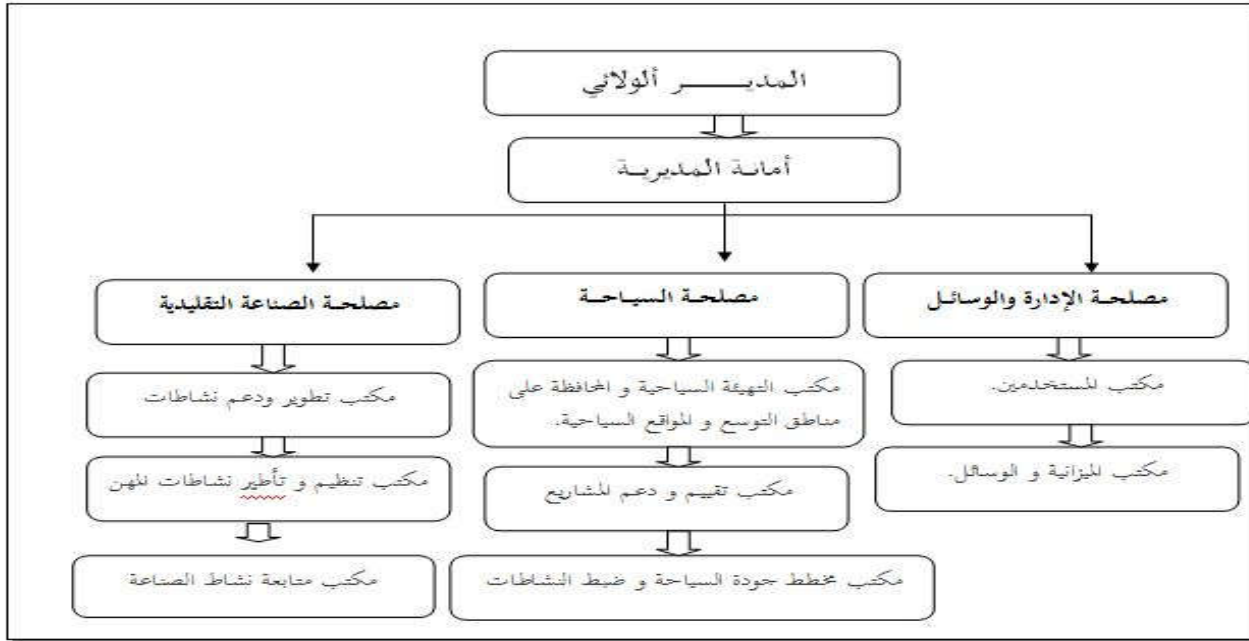 المديـــــــر ألولائي
أمانـة المـديريـة
مصلحـة الإدارة والوسائـل
مصلحـة السيـاحـة
مصلحـة الصناعة التقليدية
مكتب المستخدمين.
مكتب الميزانية و الوسائل.
مكتب التهيئة السياحية و المحافظة على
مناطق التوسع و المواقع السياحية.
مكتب تقييم و دعم المشاريع
مكتب مخطط جودة السياحة و ضبط النشاطات
مكتب تطوير ودعم نشاطات
مكتب تنظيم و تأطير نشاطات المهن
مكتب متابعة نشاط الصناعة